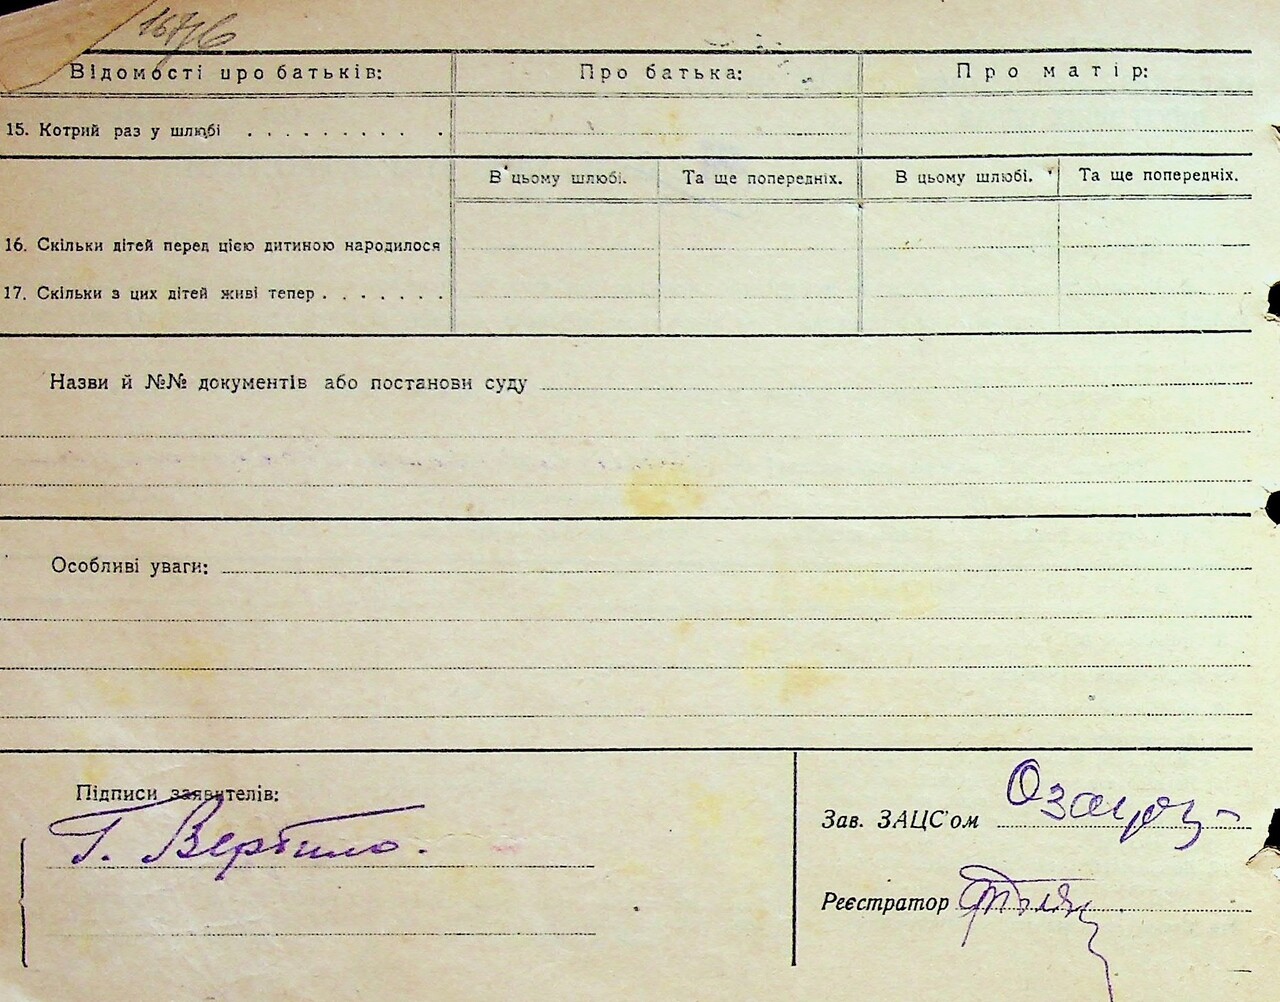 Відомості про батьків: Про батька: Про матір:
15. Котрий раз у шлюбі . . . . . . . . . .
В цьому шлюбі. Та ще попередніх. В цьому шлюбі. Та ще попередніх.
16. Скільки дітей перед цією дитиною народилося
17. Скільки з цих дітей живі тепер . . . . . . .
Назви й №№ документів або постанови суду
Особливі уваги:
Підписи заявителів:
Г. Вертило.
Зав. ЗАЦС'ом
Реєстратор